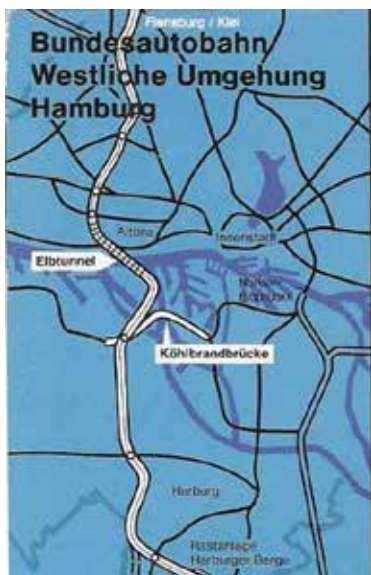 Flensburg / Kiel
Bundesautobahn
Westliche Umgehung
Hamburg
Altona
Innenstadt
Elbtunnel
Köhlbrandbrücke
Harburg
Rastanlage
Harburger Berge